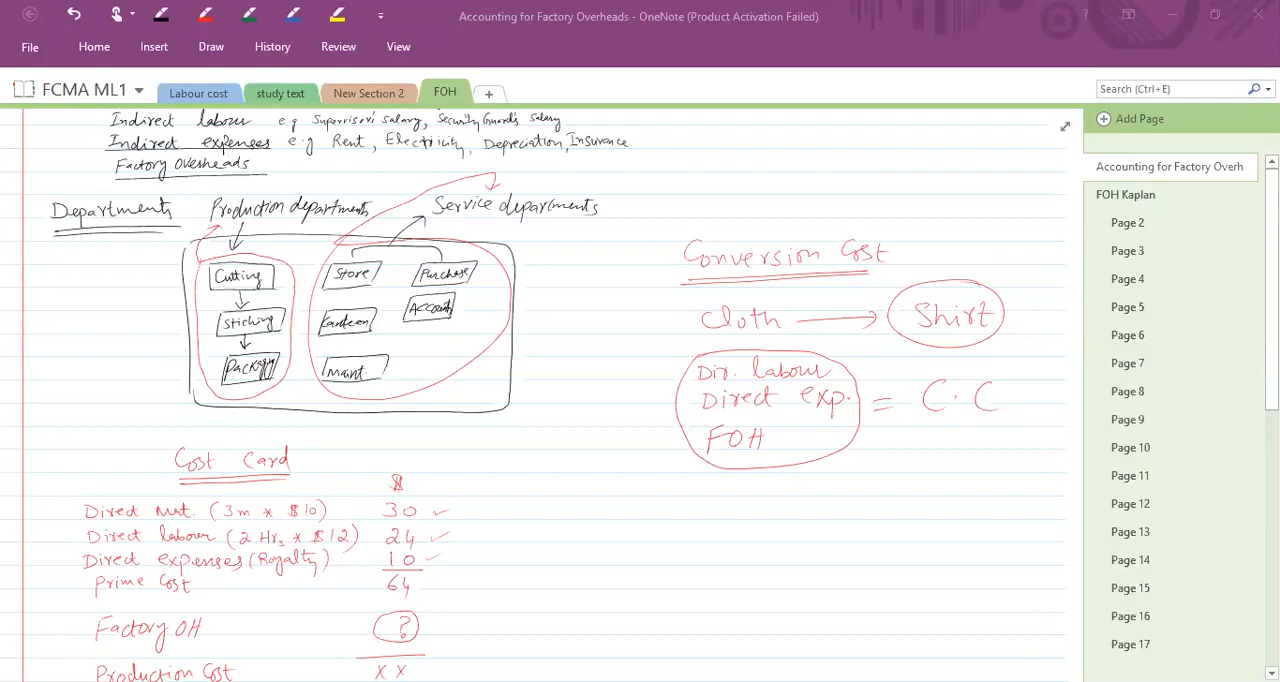 Accounting for Factory Overheads - OneNote (Product Activation Failed)
?
File Home Insert Draw History Review View
FCMA ML1 Labour cost study text New Section 2 FOH +
Search (Ctrl+E)
Add Page
Accounting for Factory Overh
FOH Kaplan
Page 2
Page 3
Page 4
Page 5
Page 6
Page 7
Page 8
Page 9
Page 10
Page 11
Page 12
Page 13
Page 14
Page 15
Page 16
Page 17
Indirect labour e.g Supervisor's salary, Security Guard's Salary
Indirect expenses e.g Rent, Electricity, Depreciation, Insurance
Factory Overheads
Departments Production departments Service departments
Cutting Store Purchase
Stiching Account
Packagg Kanteen
Maint.
Conversion Cost
Cloth → Shirt
Dir. labour
Direct exp. = C.C
FOH
Cost Card
$
Direct Mat. (3m * $10) 30
Direct labour (2 Hrs * $12) 24
Direct expenses (Royalty) 10
Prime Cost 64
Factory OH ?
Production Cost X X